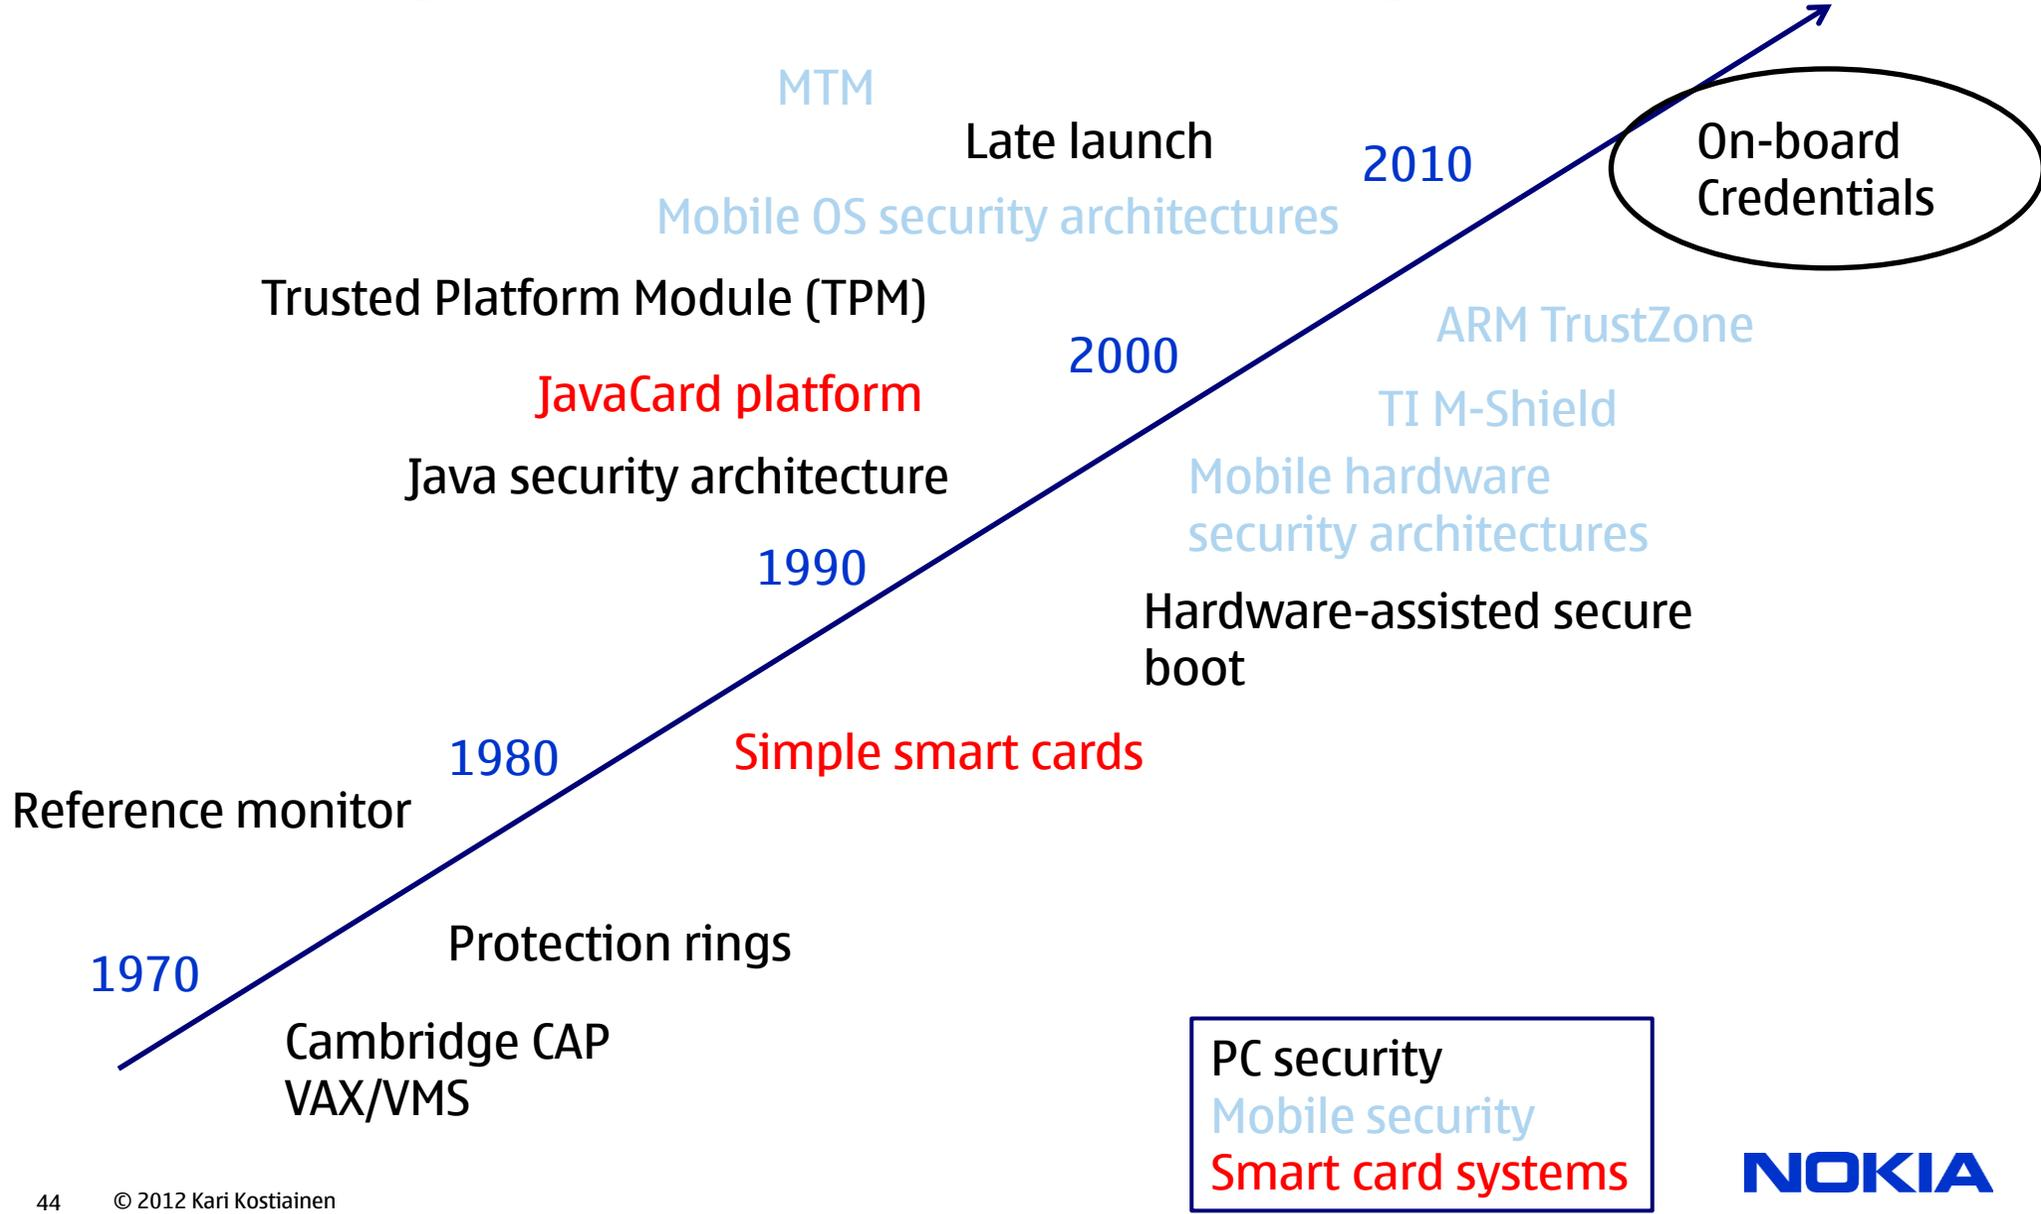 MTM
Late launch
2010
On-board
Credentials
Mobile OS security architectures
Trusted Platform Module (TPM)
ARM TrustZone
2000
JavaCard platform
TI M-Shield
Java security architecture
Mobile hardware
security architectures
1990
Hardware-assisted secure
boot
1980
Simple smart cards
Reference monitor
Protection rings
1970
Cambridge CAP
VAX/VMS
PC security
Mobile security
Smart card systems
NOKIA
44 © 2012 Kari Kostiainen